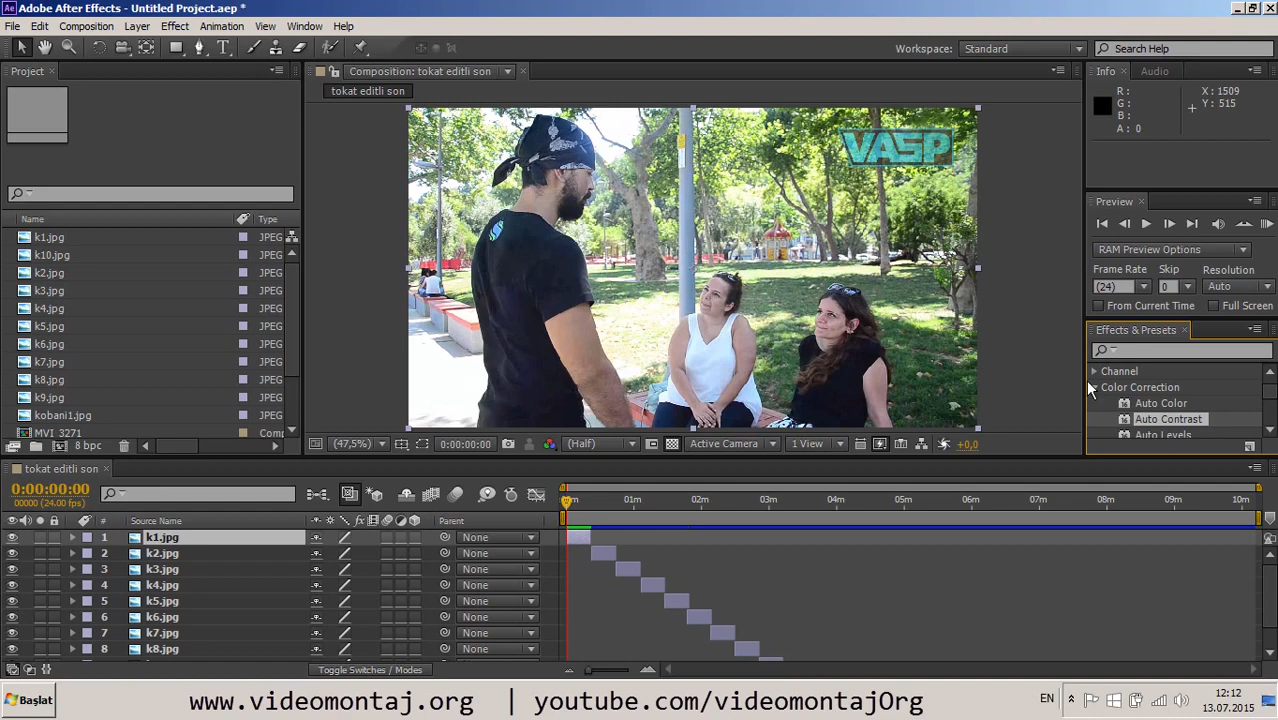 Adobe After Effects - Untitled Project.aep *
File Edit Composition Layer Effect Animation View Window Help
Workspace: Standard Search Help
Project
Composition: tokat editli son
tokat editli son
VASP
Info Audio
R : X : 1509
G : Y : 515
B :
A : 0
Preview
RAM Preview Options
Frame Rate Skip Resolution
(24) 0 Auto
From Current Time Full Screen
Effects & Presets
Channel
Color Correction
Auto Color
Auto Contrast
Auto Levels
Name Type
k1.jpg JPEG
k10.jpg JPEG
k2.jpg JPEG
k3.jpg JPEG
k4.jpg JPEG
k5.jpg JPEG
k6.jpg JPEG
k7.jpg JPEG
k8.jpg JPEG
k9.jpg JPEG
kobani1.jpg JPEG
MVI_3271 Comp
8 bpc
(47,5%) 0:00:00:00 (Half) Active Camera 1 View +0,0
tokat editli son
0:00:00:00
00000 (24.00 fps)
01m 02m 03m 04m 05m 06m 07m 08m 09m 10m
# Source Name Parent
1 k1.jpg None
2 k2.jpg None
3 k3.jpg None
4 k4.jpg None
5 k5.jpg None
6 k6.jpg None
7 k7.jpg None
8 k8.jpg None
Toggle Switches / Modes
Başlat www.videomontaj.org | youtube.com/videomontajOrg EN 12:12
13.07.2015